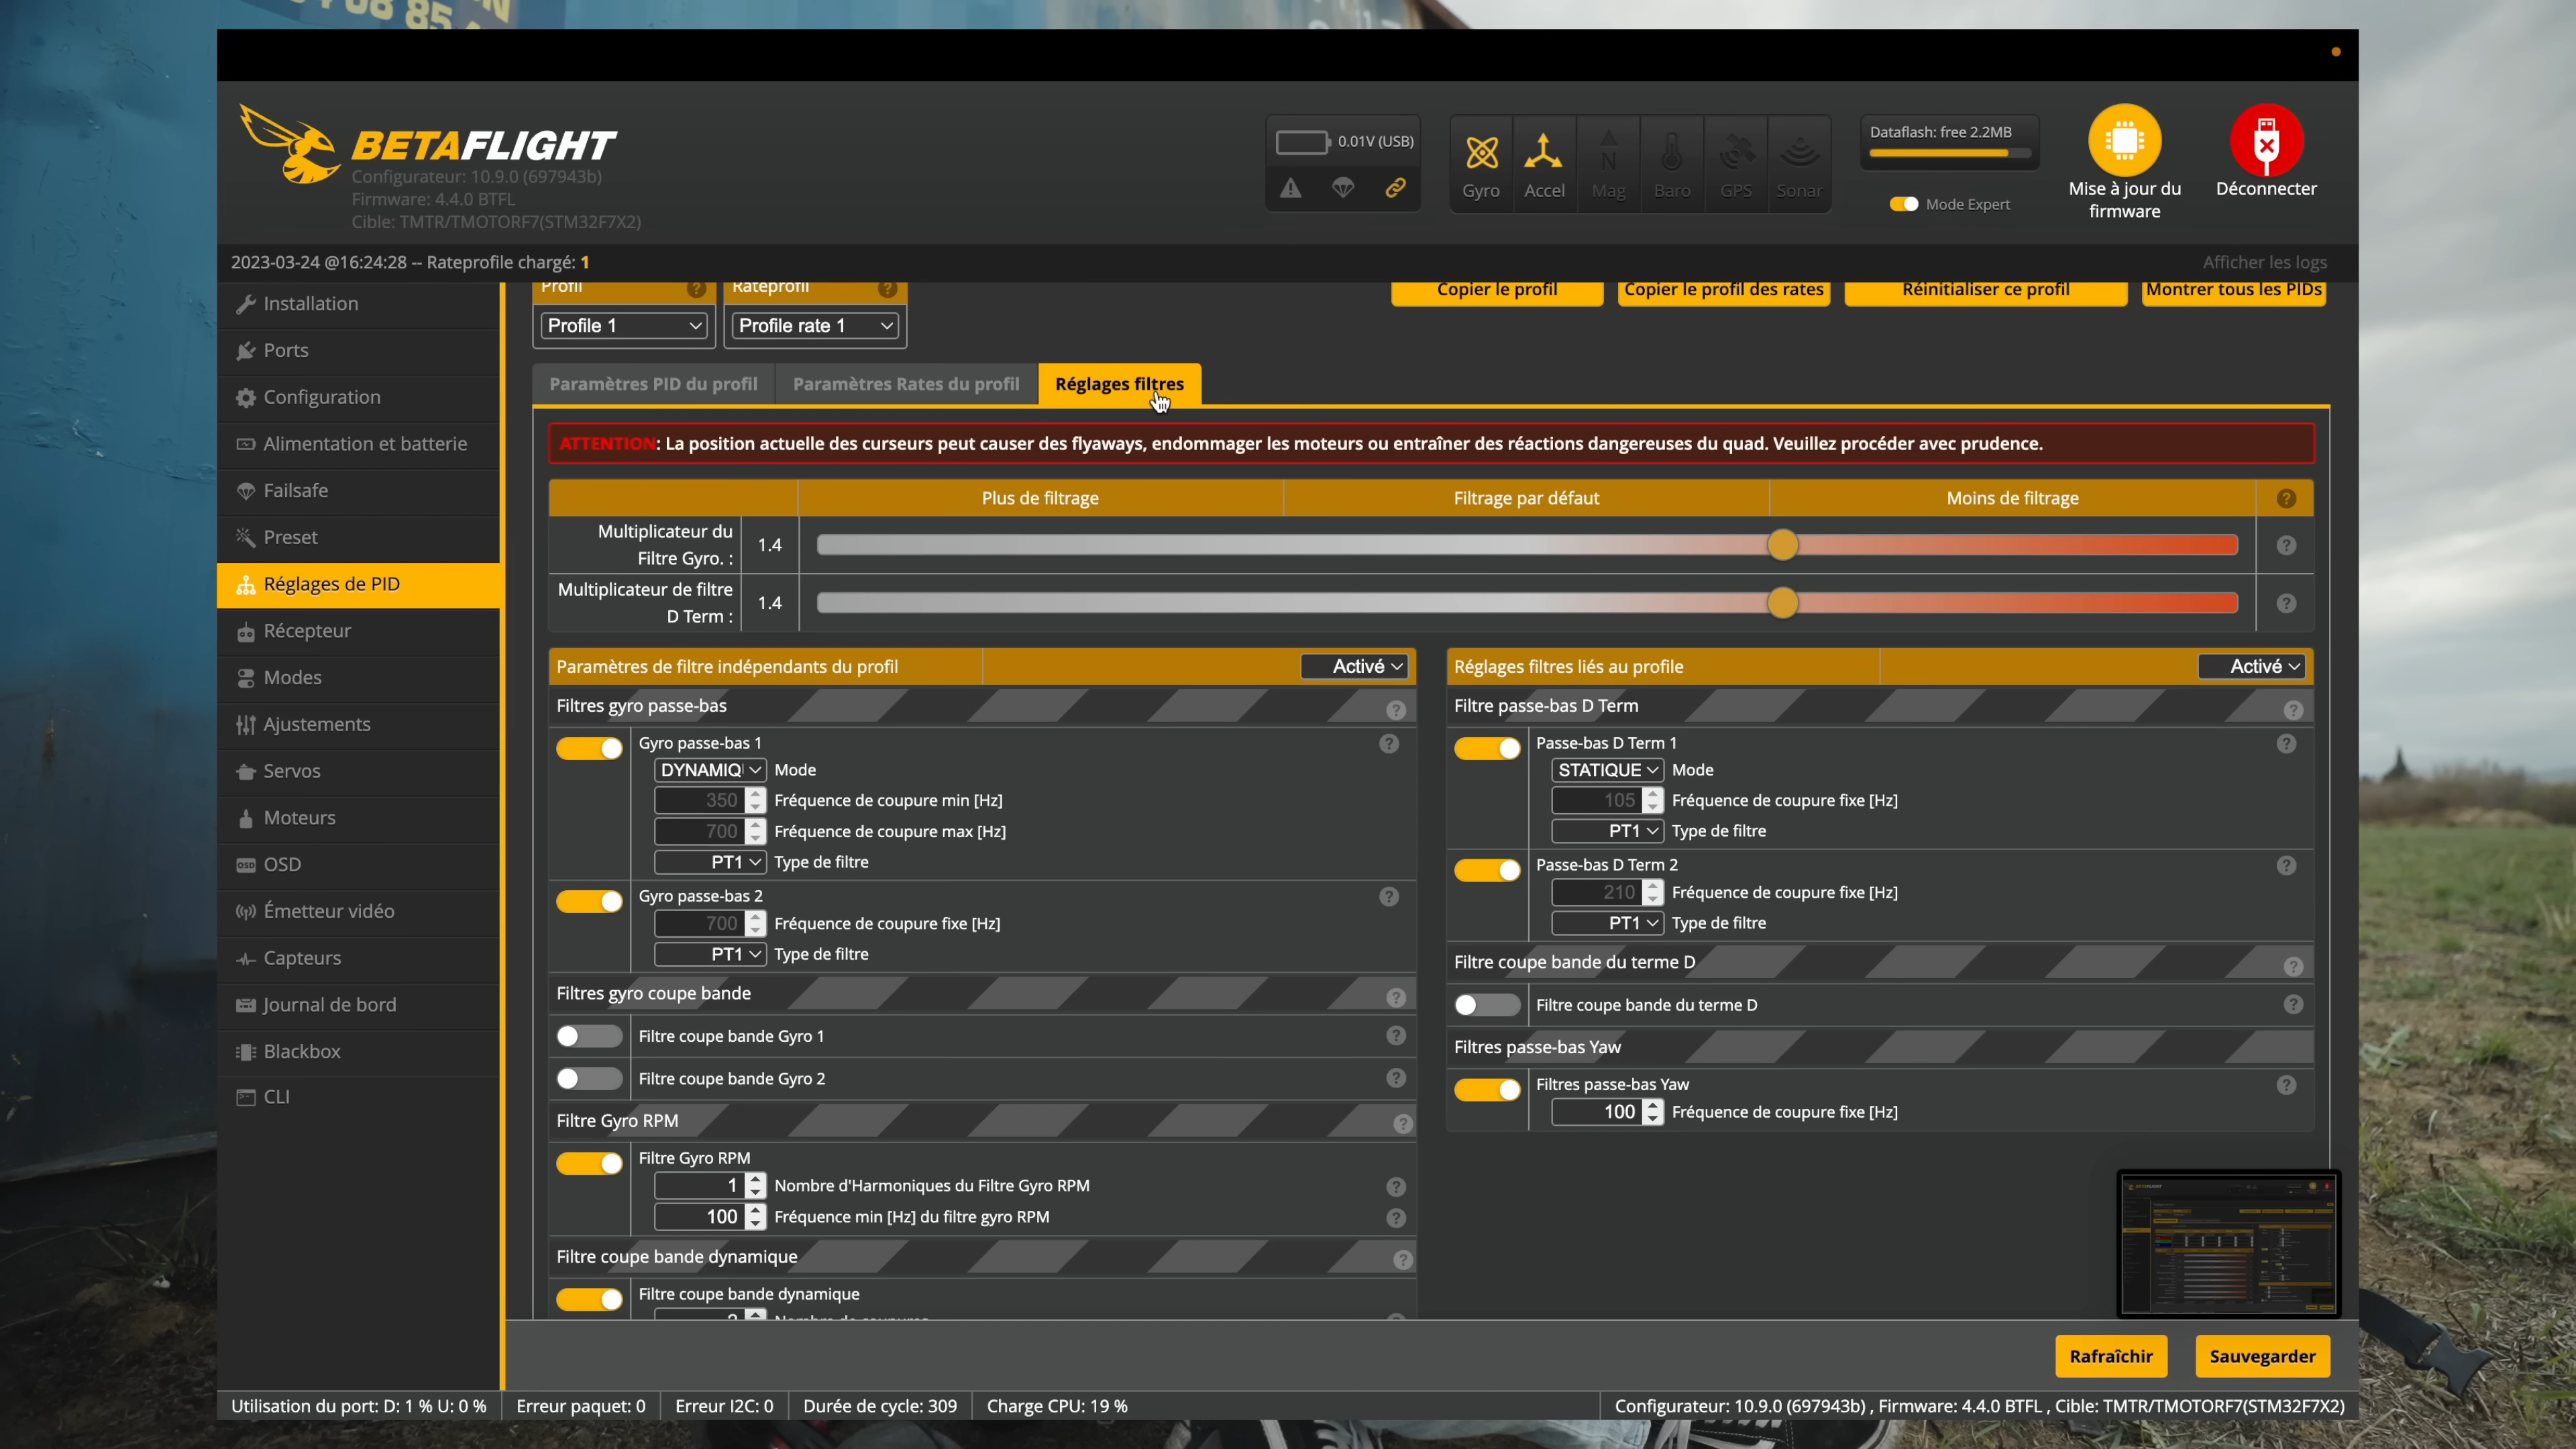 08 85
BETAFLIGHT
Configurateur: 10.9.0 (697943b)
Firmware: 4.4.0 BTFL
Cible: TMTR/TMOTORF7(STM32F7X2)
0.01V (USB)
Gyro
Accel
Mag
Baro
GPS
Sonar
Dataflash: free 2.2MB
Mode Expert
Mise à jour du
firmware
Déconnecter
2023-03-24 @16:24:28 -- Rateprofile chargé: 1
Afficher les logs
Installation
Ports
Configuration
Alimentation et batterie
Failsafe
Preset
Réglages de PID
Récepteur
Modes
Ajustements
Servos
Moteurs
OSD
Émetteur vidéo
Capteurs
Journal de bord
Blackbox
CLI
Profil
Rateprofil
Copier le profil
Copier le profil des rates
Réinitialiser ce profil
Montrer tous les PIDs
Profile 1
Profile rate 1
Paramètres PID du profil
Paramètres Rates du profil
Réglages filtres
ATTENTION: La position actuelle des curseurs peut causer des flyaways, endommager les moteurs ou entraîner des réactions dangereuses du quad. Veuillez procéder avec prudence.
Plus de filtrage
Filtrage par défaut
Moins de filtrage
Multiplicateur du
Filtre Gyro. :
1.4
Multiplicateur de filtre
D Term :
1.4
Paramètres de filtre indépendants du profil
Activé
Filtres gyro passe-bas
Gyro passe-bas 1
DYNAMIQ Mode
350 Fréquence de coupure min [Hz]
700 Fréquence de coupure max [Hz]
PT1 Type de filtre
Gyro passe-bas 2
700 Fréquence de coupure fixe [Hz]
PT1 Type de filtre
Filtres gyro coupe bande
Filtre coupe bande Gyro 1
Filtre coupe bande Gyro 2
Filtre Gyro RPM
Filtre Gyro RPM
1 Nombre d'Harmoniques du Filtre Gyro RPM
100 Fréquence min [Hz] du filtre gyro RPM
Filtre coupe bande dynamique
Filtre coupe bande dynamique
Réglages filtres liés au profile
Activé
Filtre passe-bas D Term
Passe-bas D Term 1
STATIQUE Mode
105 Fréquence de coupure fixe [Hz]
PT1 Type de filtre
Passe-bas D Term 2
210 Fréquence de coupure fixe [Hz]
PT1 Type de filtre
Filtre coupe bande du terme D
Filtre coupe bande du terme D
Filtres passe-bas Yaw
Filtres passe-bas Yaw
100 Fréquence de coupure fixe [Hz]
Rafraîchir
Sauvegarder
Utilisation du port: D: 1 % U: 0 %
Erreur paquet: 0
Erreur I2C: 0
Durée de cycle: 309
Charge CPU: 19 %
Configurateur: 10.9.0 (697943b) , Firmware: 4.4.0 BTFL , Cible: TMTR/TMOTORF7(STM32F7X2)